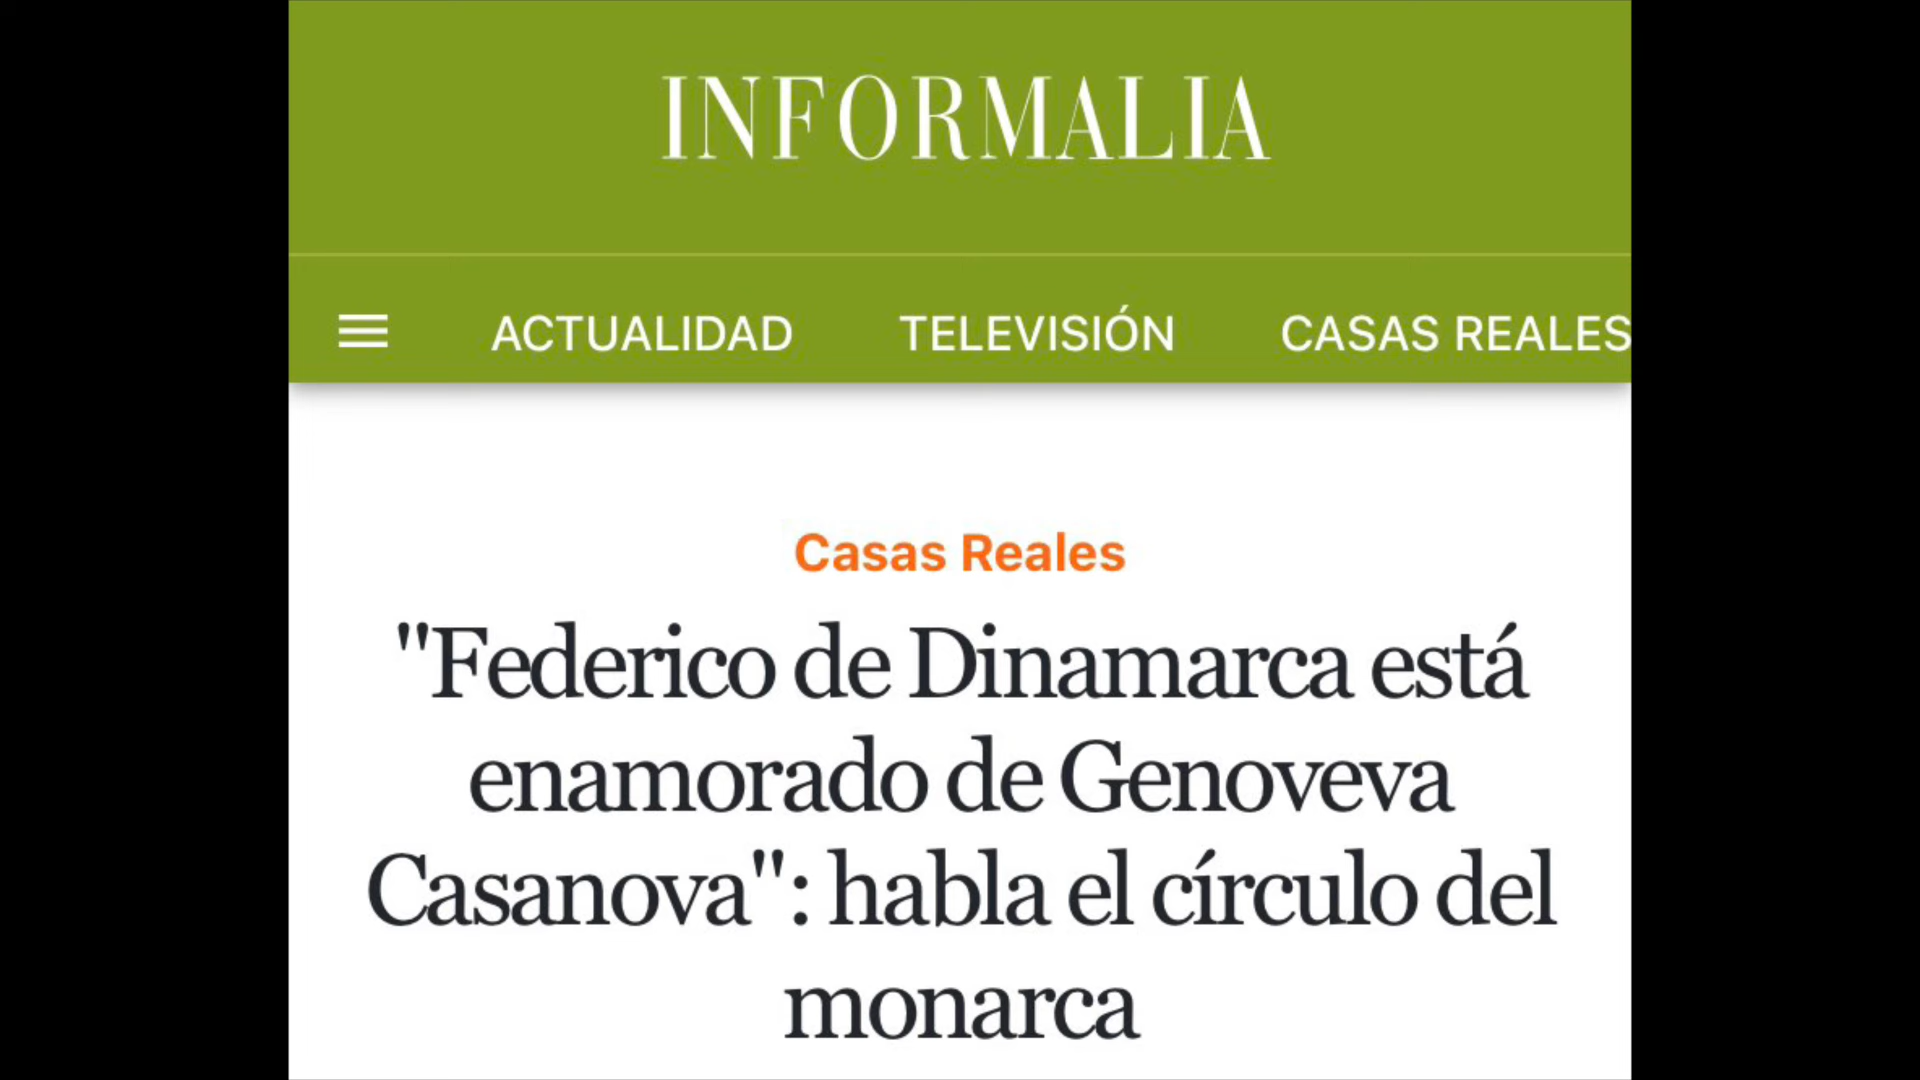 INFORMALIA
ACTUALIDAD TELEVISIÓN CASAS REALES
Casas Reales
"Federico de Dinamarca está
enamorado de Genoveva
Casanova": habla el círculo del
monarca